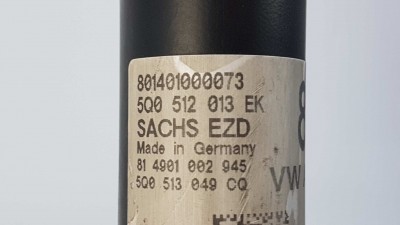 801401000073
5Q0 512 013 EK
SACHS EZD
Made in Germany
81 4901 002 945
5Q0 513 049 CQ
VW